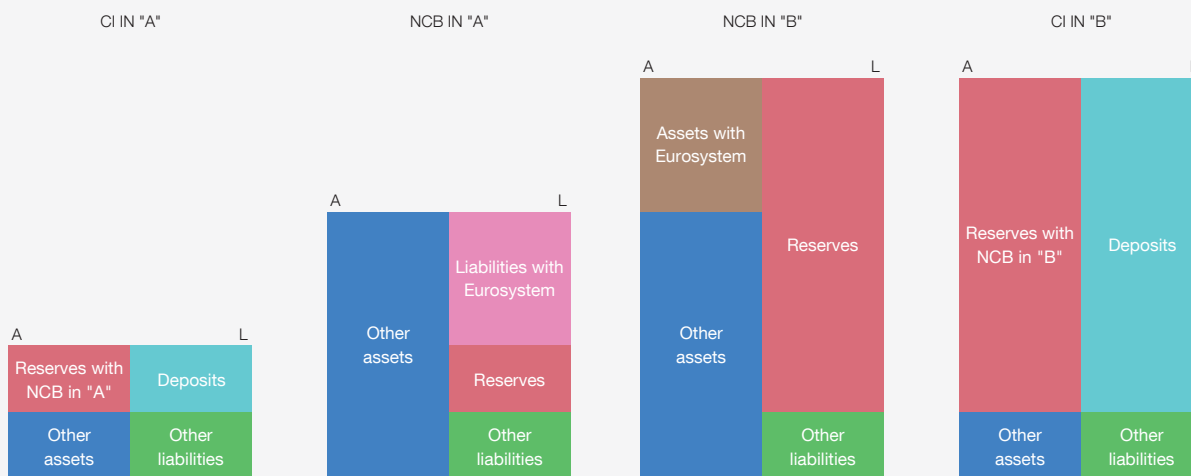 CI IN "A"
NCB IN "A"
NCB IN "B"
CI IN "B"
A
L
Reserves with
NCB in "A"
Deposits
Other
assets
Other
liabilities
A
L
Other
assets
Liabilities with
Eurosystem
Reserves
Other
liabilities
A
L
Assets with
Eurosystem
Other
assets
Reserves
Other
liabilities
A
Reserves with
NCB in "B"
Deposits
Other
assets
Other
liabilities